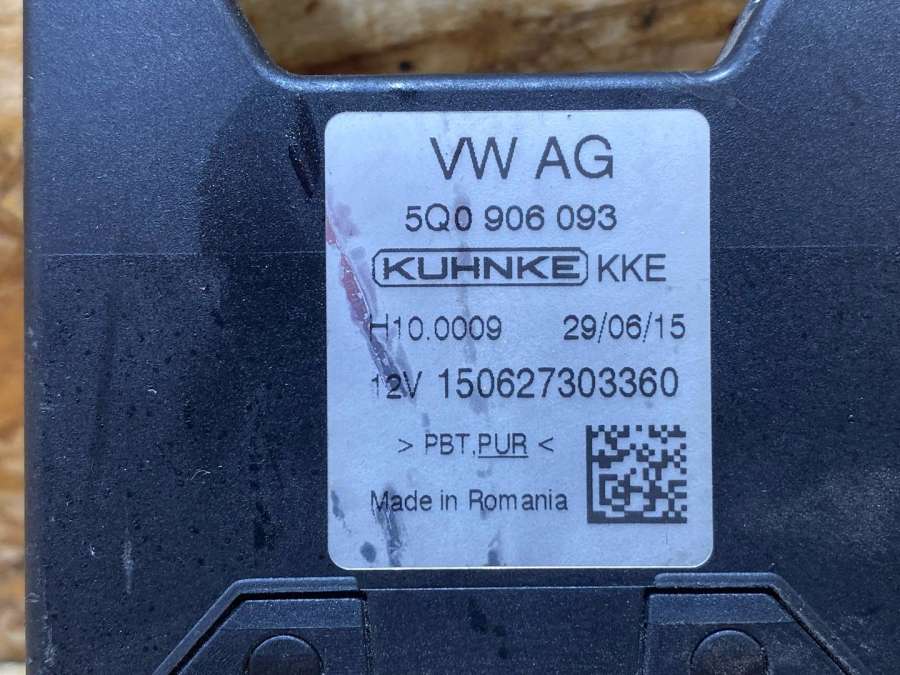 VW AG
5Q0 906 093
KUHNKE KKE
H10.0009 29/06/15
12V 150627303360
> PBT,PUR <
Made in Romania